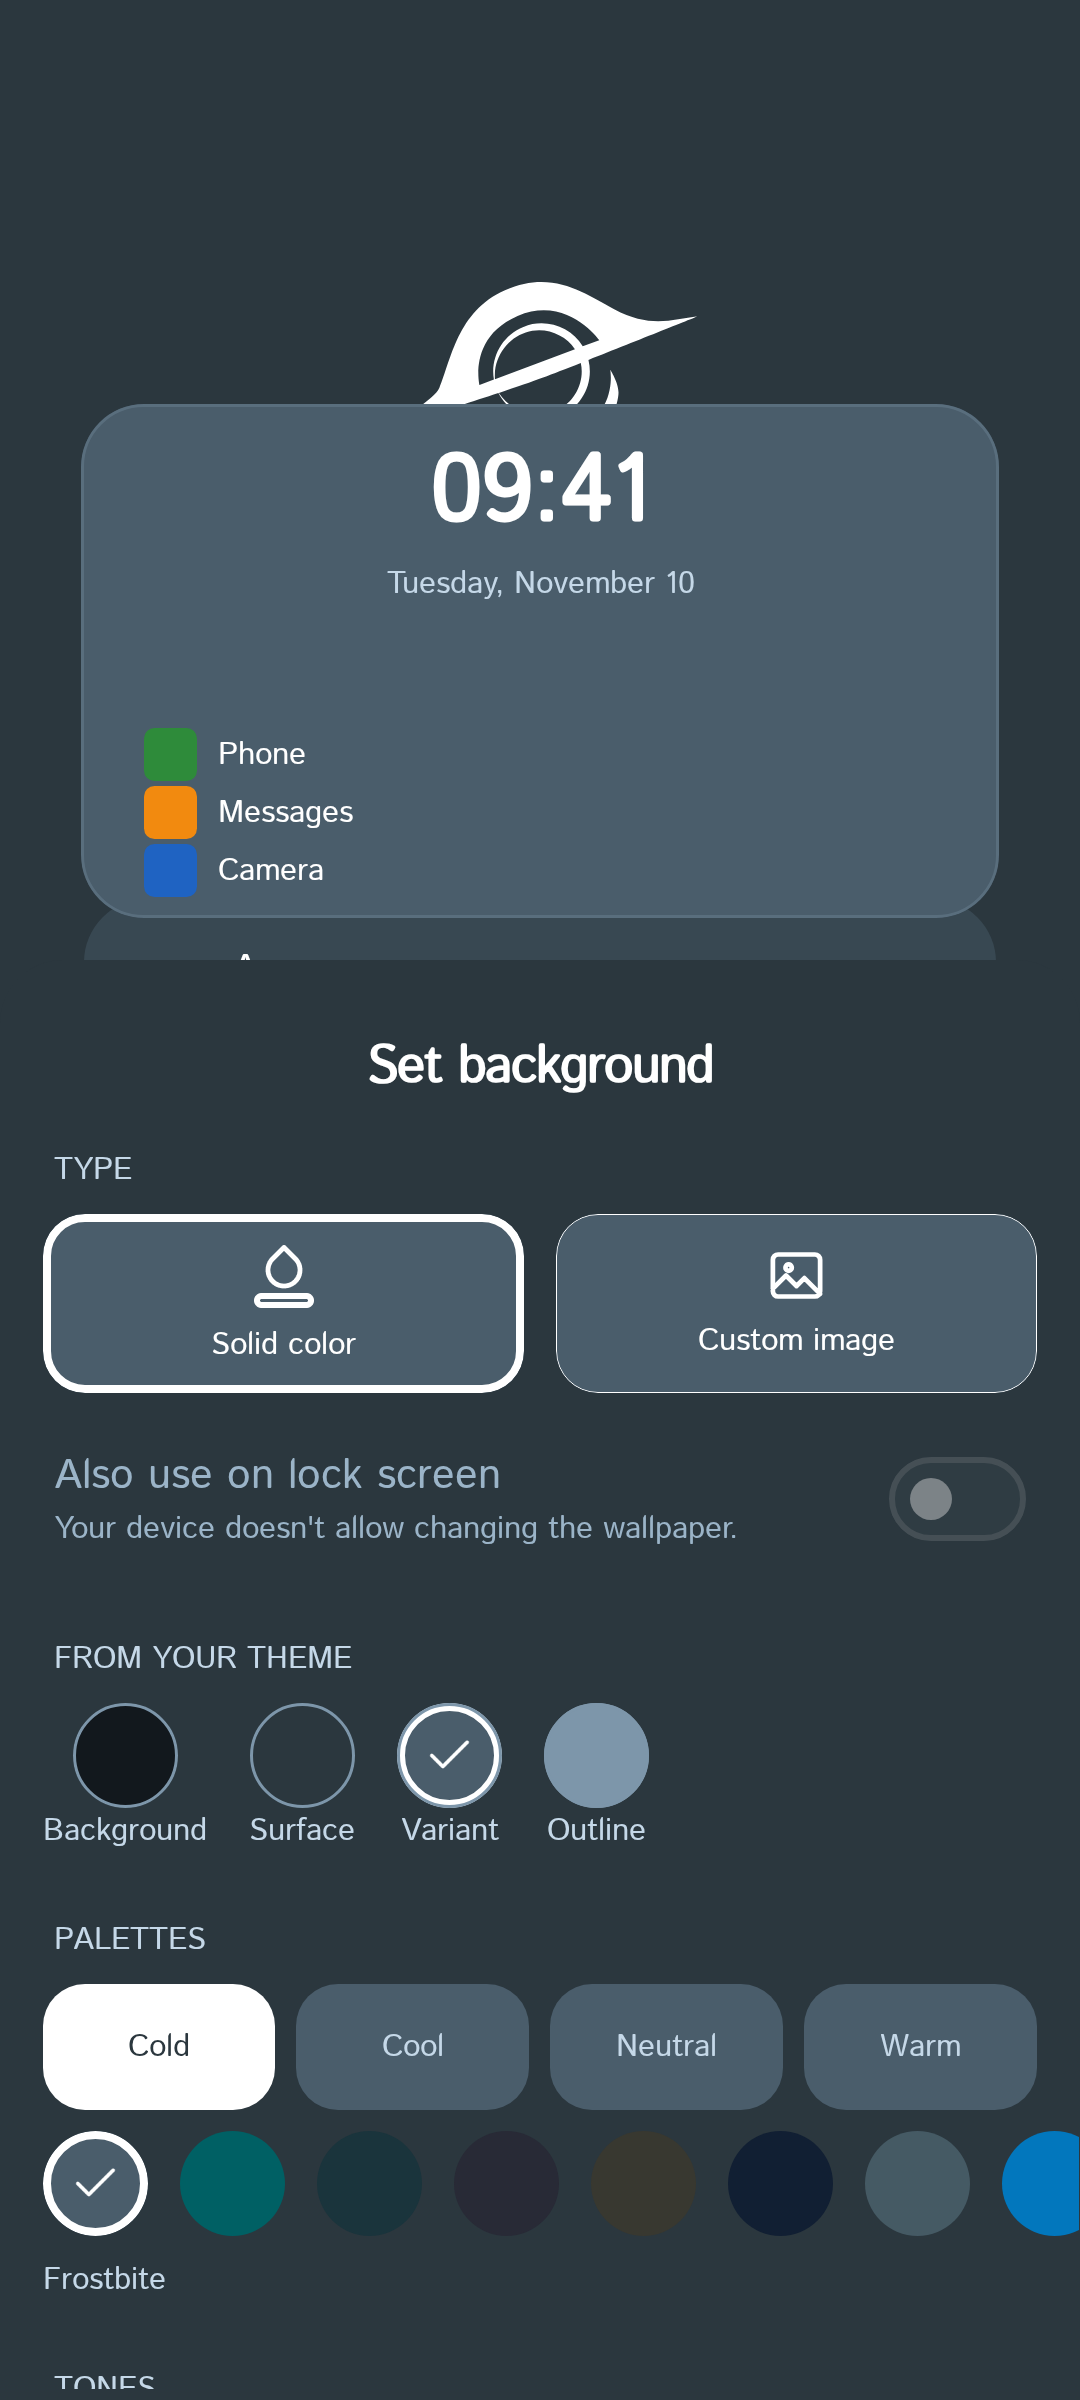 09:41
Tuesday, November 10
Phone
Messages
Camera
Set background
TYPE
Solid color
Custom image
Also use on lock screen
Your device doesn't allow changing the wallpaper.
FROM YOUR THEME
Background
Surface
Variant
Outline
PALETTES
Cold
Cool
Neutral
Warm
Frostbite
TONES